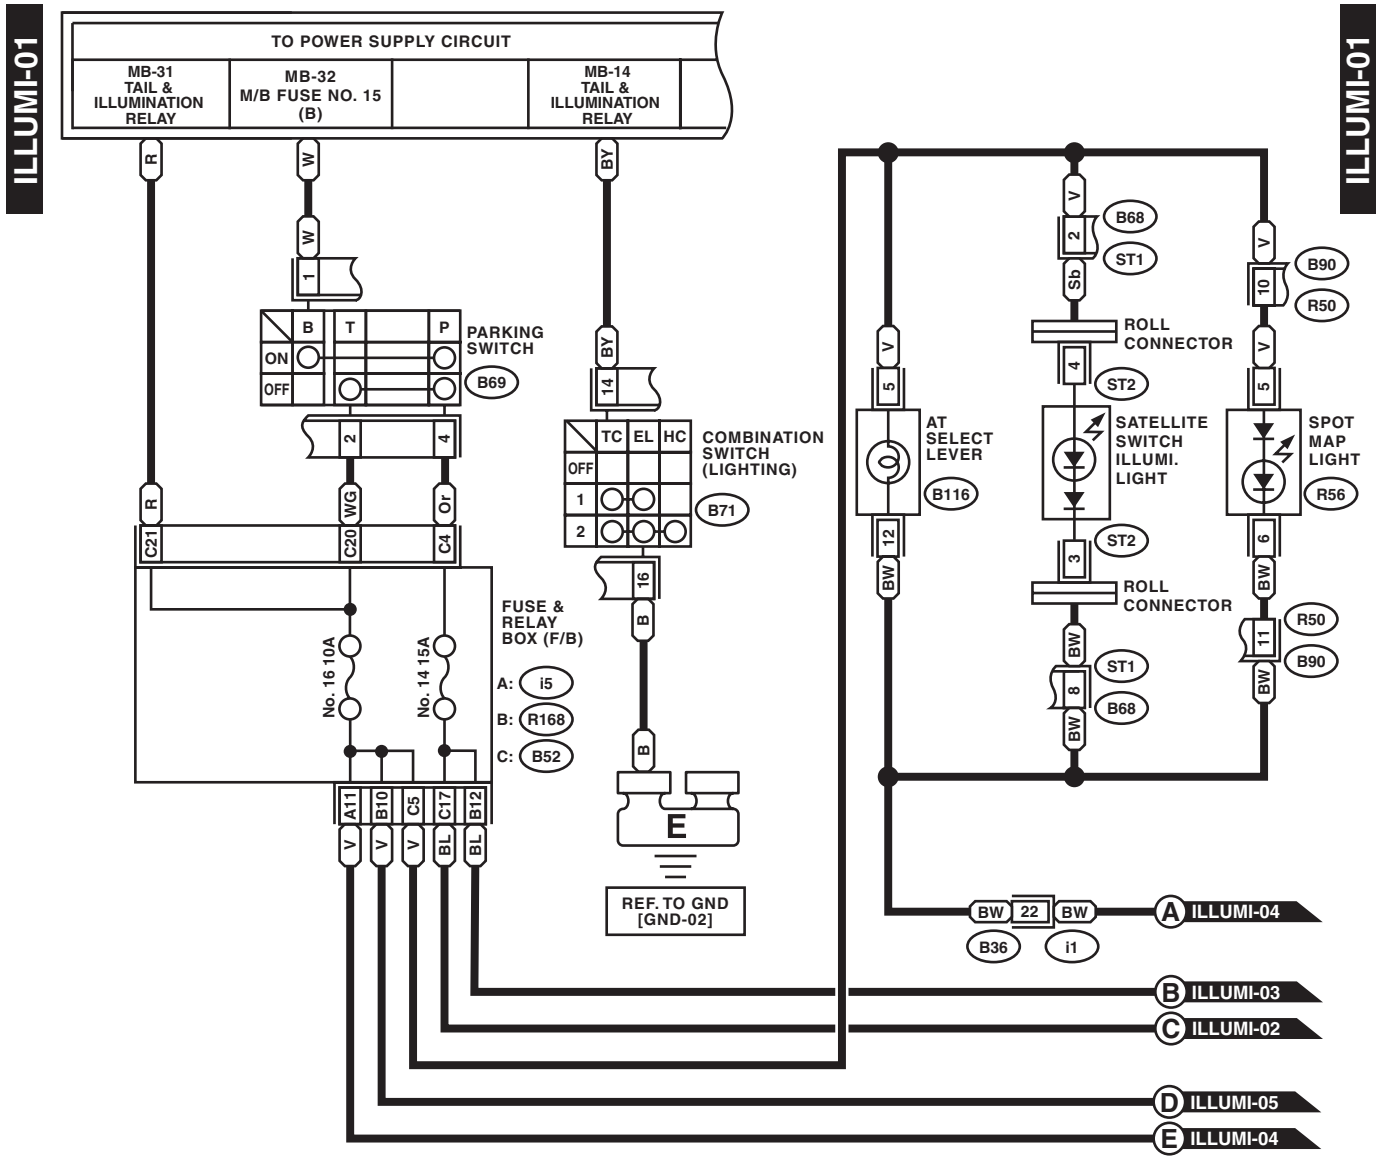 ILLUMI-01
ILLUMI-01
TO POWER SUPPLY CIRCUIT
MB-31
TAIL &
ILLUMINATION
RELAY
MB-32
M/B FUSE NO. 15
(B)
MB-14
TAIL &
ILLUMINATION
RELAY
R
W
BY
W
1
B T P
ON
OFF
PARKING
SWITCH
B69
2
4
R
WG
Or
C21
C20
C4
No. 16 10A
No. 14 15A
FUSE &
RELAY
BOX (F/B)
A: i5
B: R168
C: B52
A11
B10
C5
C17
B12
V
V
V
BL
BL
BY
14
TC EL HC
OFF
1
2
COMBINATION
SWITCH
(LIGHTING)
B71
16
B
B
E
REF. TO GND
[GND-02]
V
5
AT
SELECT
LEVER
B116
12
BW
V
2
B68
ST1
Sb
ROLL
CONNECTOR
4
ST2
SATELLITE
SWITCH
ILLUMI.
LIGHT
3
ST2
ROLL
CONNECTOR
BW
8
ST1
B68
BW
V
10
B90
R50
V
5
SPOT
MAP
LIGHT
R56
6
BW
11
R50
B90
BW
BW 22 BW
B36
i1
A ILLUMI-04
B ILLUMI-03
C ILLUMI-02
D ILLUMI-05
E ILLUMI-04